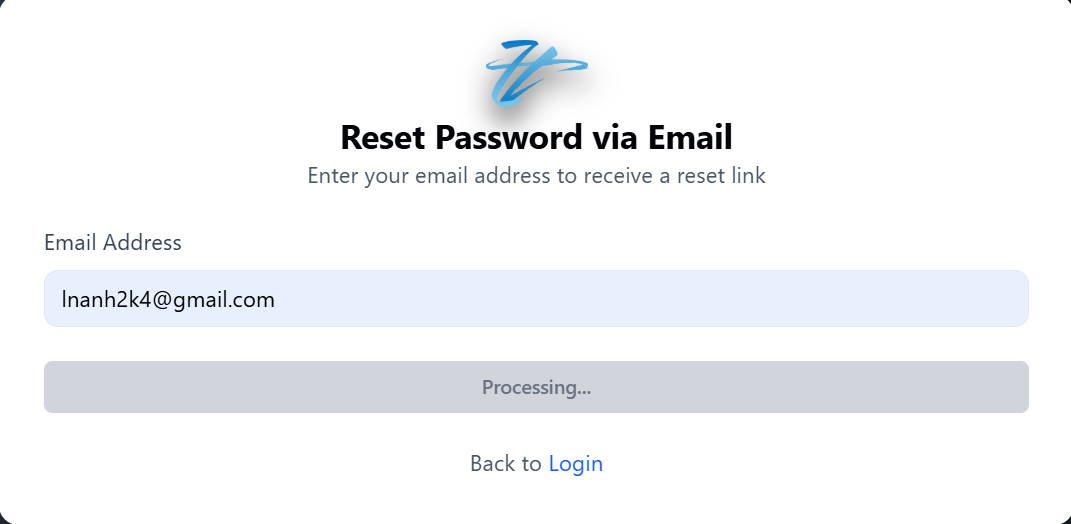 Reset Password via Email
Enter your email address to receive a reset link
Email Address
lnanh2k4@gmail.com
Processing...
Back to Login